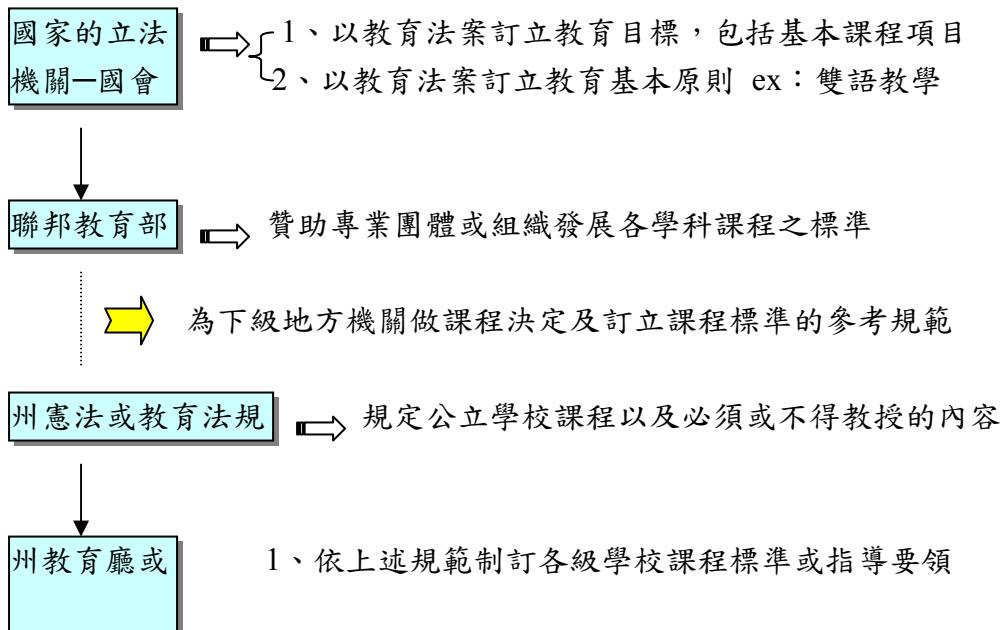 國家的立法
機關—國會
1、以教育法案訂立教育目標，包括基本課程項目
2、以教育法案訂立教育基本原則 ex：雙語教學
聯邦教育部
贊助專業團體或組織發展各學科課程之標準
為下級地方機關做課程決定及訂立課程標準的參考規範
州憲法或教育法規
規定公立學校課程以及必須或不得教授的內容
州教育廳或
1、依上述規範制訂各級學校課程標準或指導要領